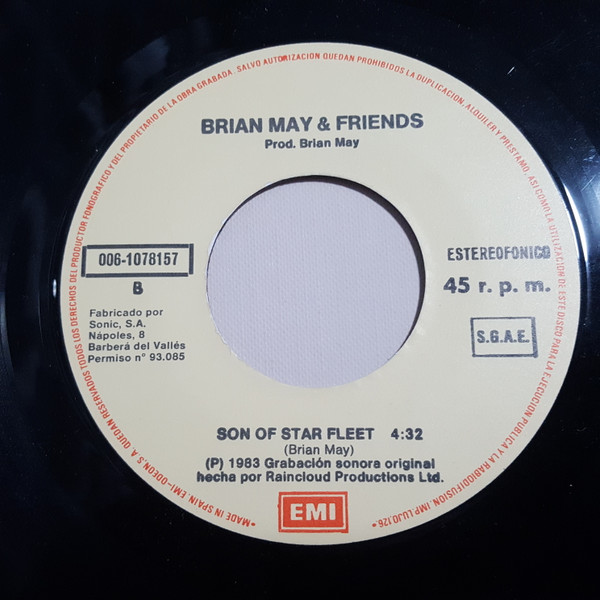 TODOS LOS DERECHOS DEL PRODUCTOR FONOGRAFICO Y DEL PROPIETARIO DE LA OBRA GRABADA. SALVO AUTORIZACION QUEDAN PROHIBIDOS LA DUPLICACION, ALQUILER Y PRESTAMO, ASI COMO LA UTILIZACION DE ESTE DISCO PARA LA EJECUCION PUBLICA Y LA RADIODIFUSION. IMP. LUJO,126 •
• MADE IN SPAIN. EMI-ODEON, S.A. QUEDAN RESERVADOS
BRIAN MAY & FRIENDS
Prod. Brian May
006-1078157
B
Fabricado por
Sonic, S.A.
Nápoles, 8
Barberá del Vallés
Permiso n° 93.085
ESTEREOFONICO
45 r. p. m.
S.G.A.E.
SON OF STAR FLEET 4:32
(Brian May)
(P) 1983 Grabación sonora original
hecha por Raincloud Productions Ltd.
EMI